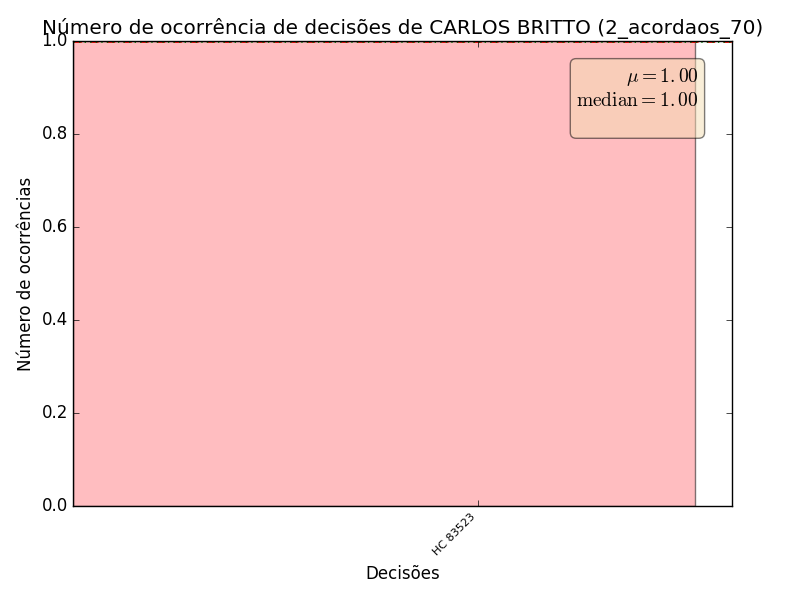 Número de ocorrência de decisões de CARLOS BRITTO (2_acordaos_70)
1.0
μ = 1.00
median = 1.00
0.8
0.6
0.4
0.2
0.0
Número de ocorrências
HC 83523
Decisões